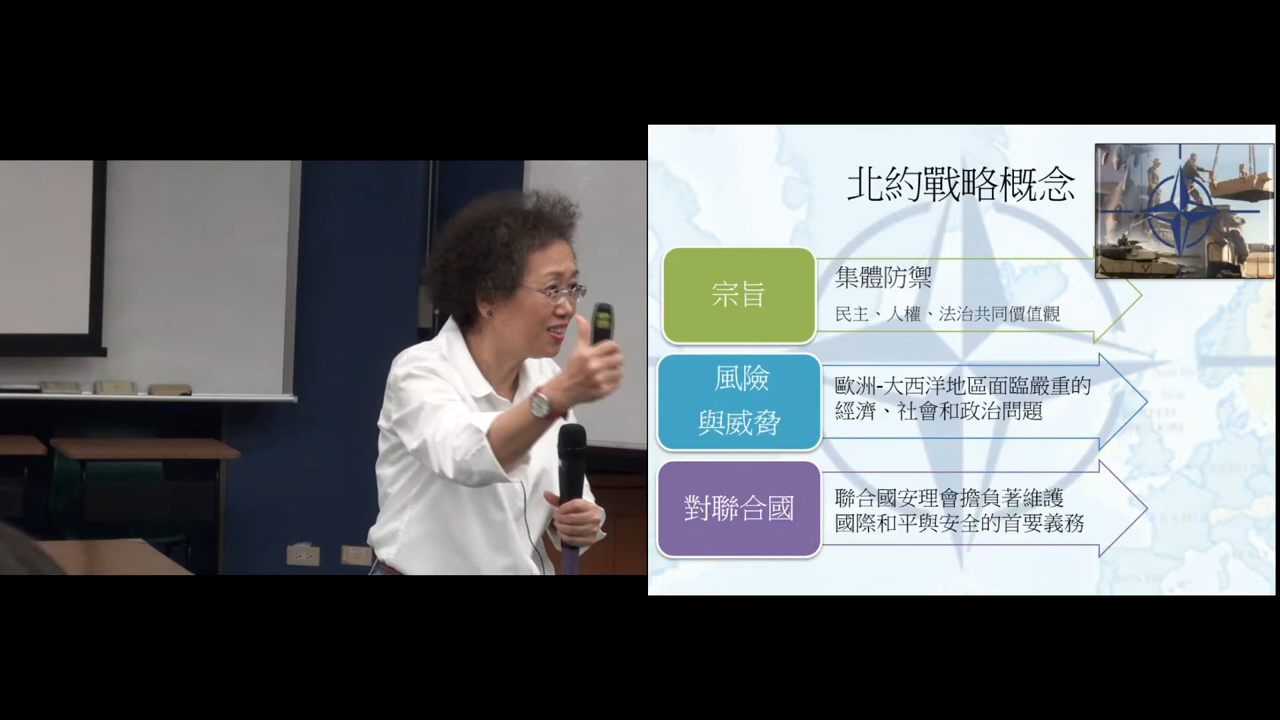 北約戰略概念
宗旨
集體防禦
民主、人權、法治共同價值觀
風險
與威脅
歐洲-大西洋地區面臨嚴重的
經濟、社會和政治問題
對聯合國
聯合國安理會擔負著維護
國際和平與安全的首要義務